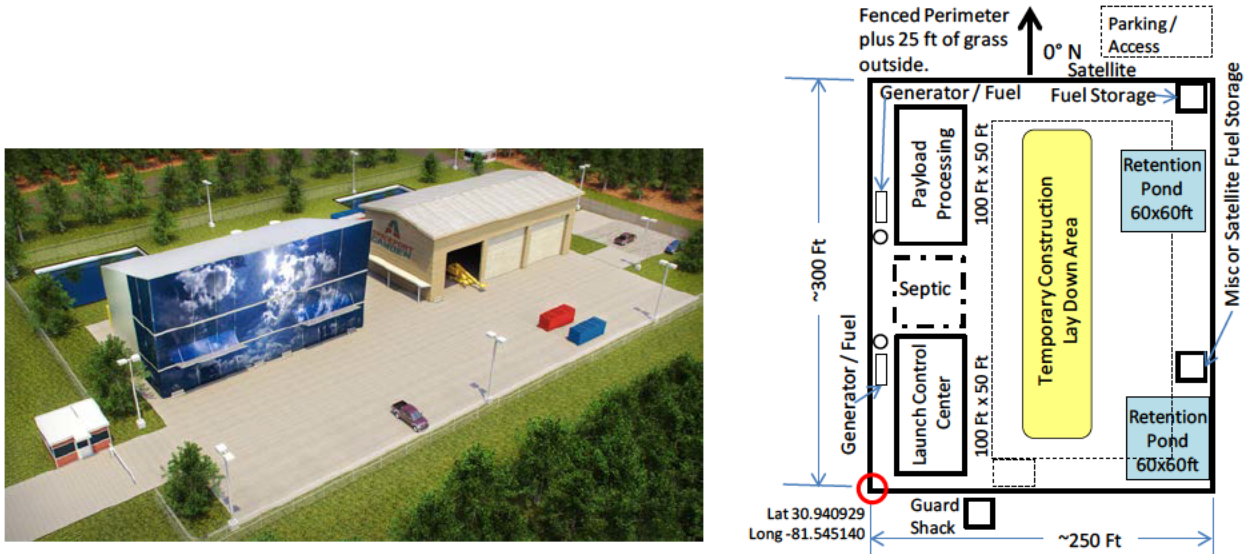 SPACEPORT
CAMDEN
Fenced Perimeter
plus 25 ft of grass
outside.
0° N
Parking /
Access
Satellite
Fuel Storage
Generator / Fuel
Payload
Processing
100 Ft x 50 Ft
Temporary Construction
Lay Down Area
Retention
Pond
60x60ft
Misc or Satellite Fuel Storage
~300 Ft
Septic
Generator / Fuel
Launch Control
Center
100 Ft x 50 Ft
Retention
Pond
60x60ft
Lat 30.940929
Long -81.545140
Guard
Shack
~250 Ft